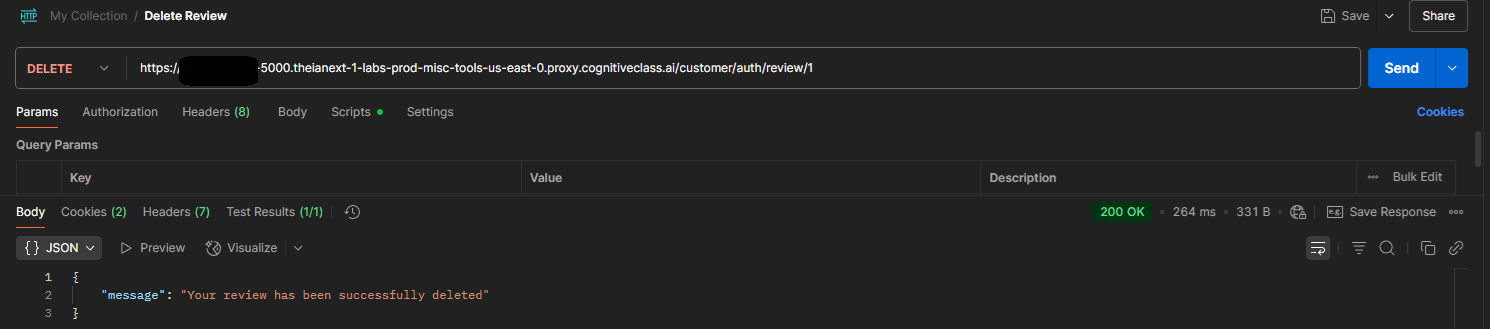 HTTP My Collection / Delete Review Save Share
DELETE https:/ -5000.theianext-1-labs-prod-misc-tools-us-east-0.proxy.cognitiveclass.ai/customer/auth/review/1 Send
Params Authorization Headers (8) Body Scripts Settings Cookies
Query Params
Key Value Description Bulk Edit
Body Cookies (2) Headers (7) Test Results (1/1) 200 OK 264 ms 331 B e.g. Save Response
{} JSON Preview Visualize
1 {
2 "message": "Your review has been successfully deleted"
3 }